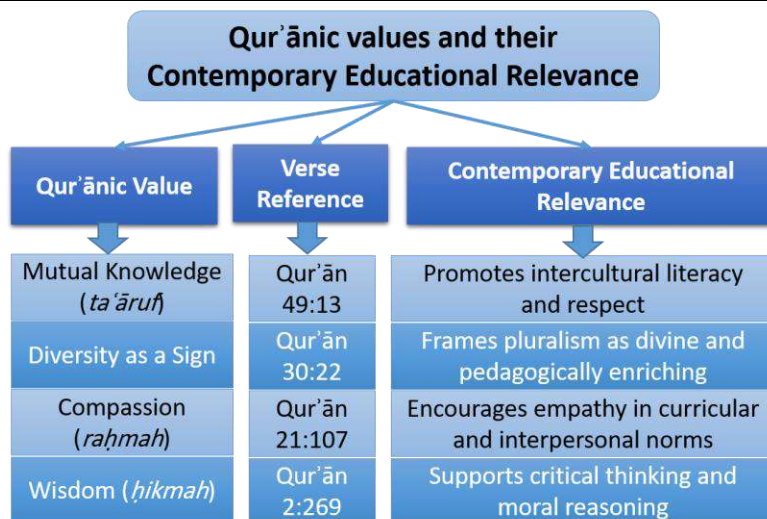 Qurʾānic values and their
Contemporary Educational Relevance
Qurʾānic Value
Verse
Reference
Contemporary Educational
Relevance
Mutual Knowledge
(taʿāruf)
Qurʾān
49:13
Promotes intercultural literacy
and respect
Diversity as a Sign
Qurʾān
30:22
Frames pluralism as divine and
pedagogically enriching
Compassion
(raḥmah)
Qurʾān
21:107
Encourages empathy in curricular
and interpersonal norms
Wisdom (ḥikmah)
Qurʾān
2:269
Supports critical thinking and
moral reasoning